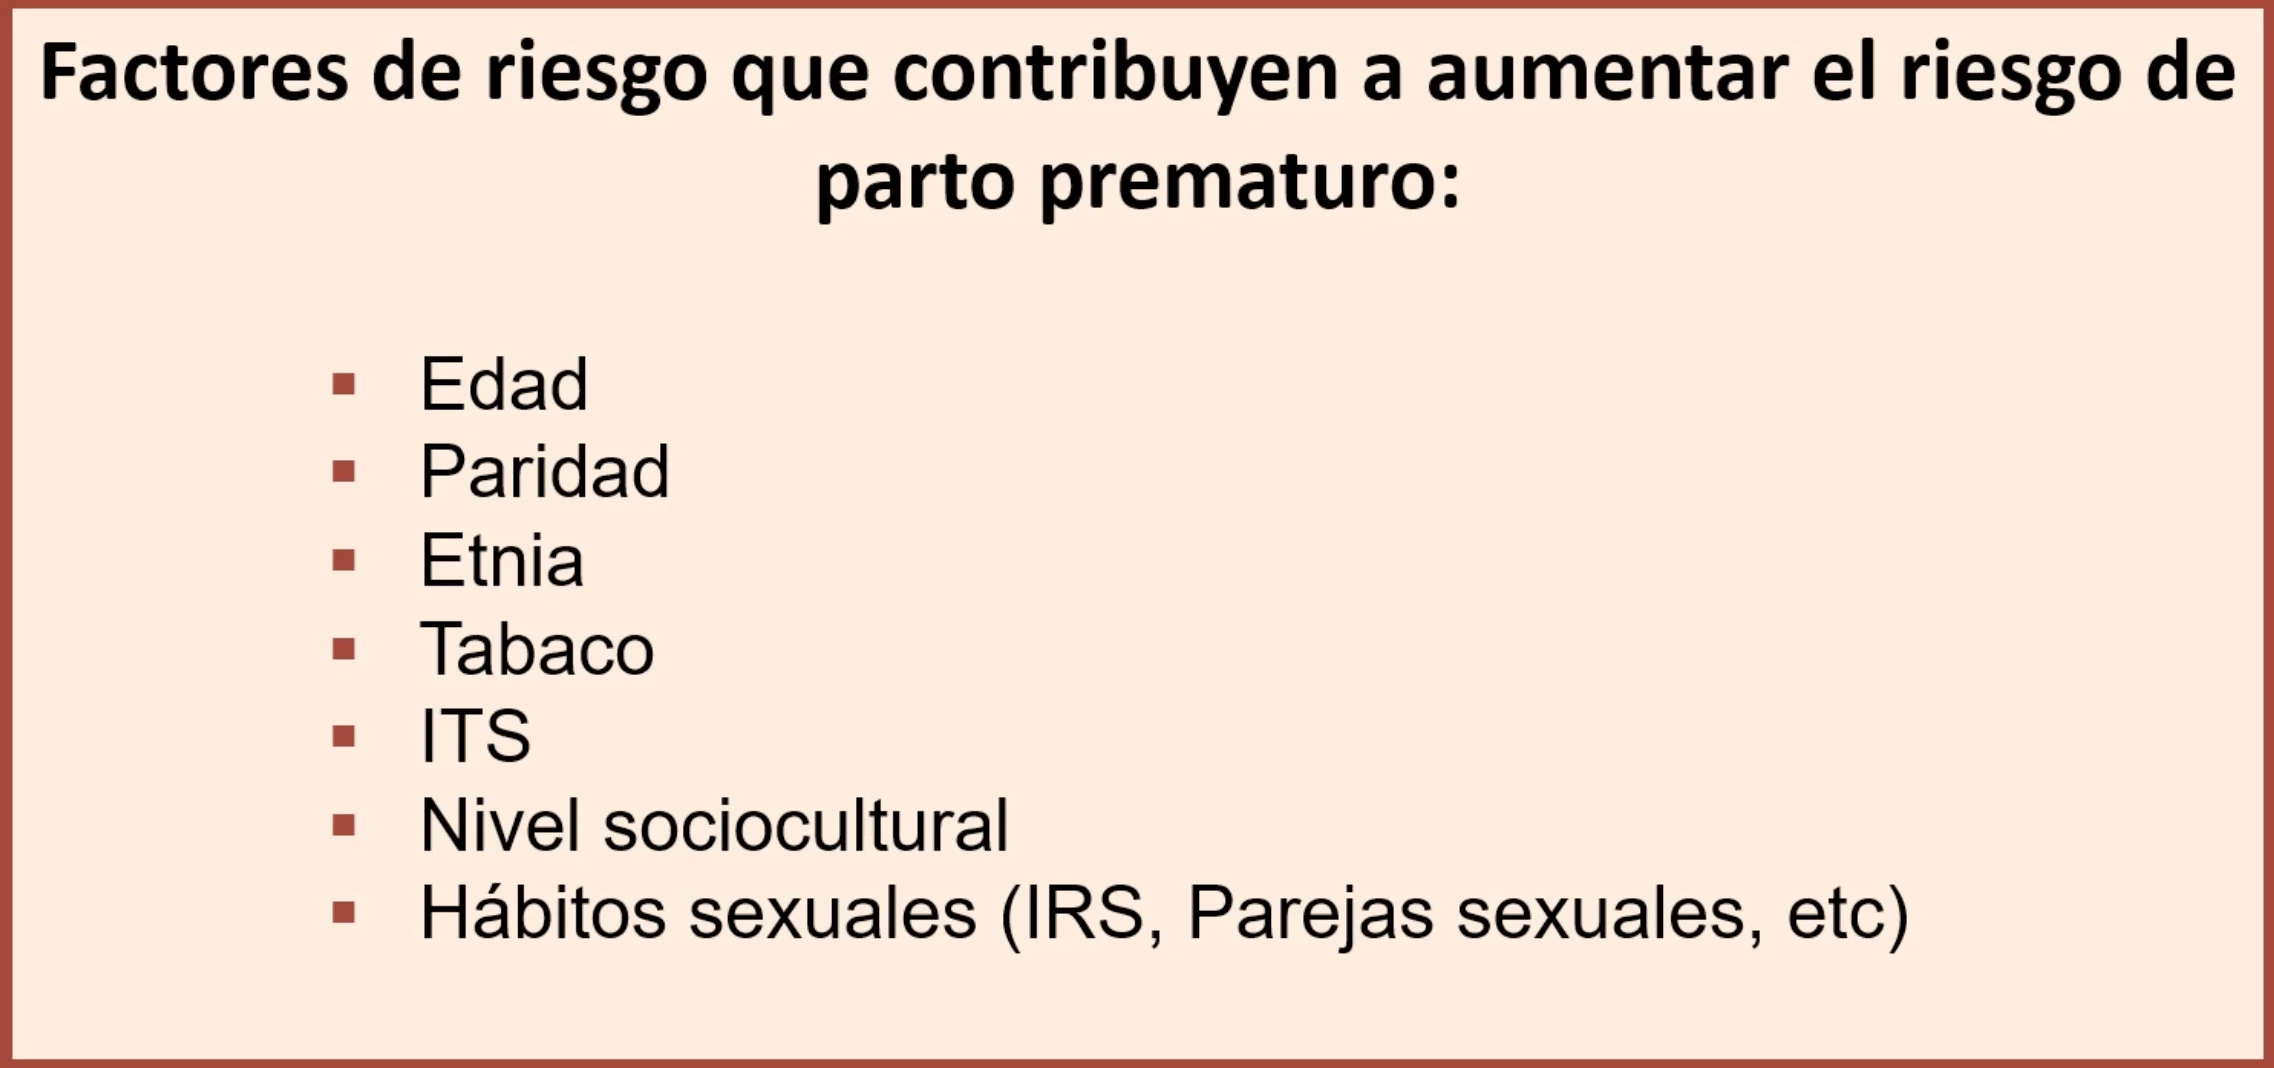 Factores de riesgo que contribuyen a aumentar el riesgo de
parto prematuro:
▪ Edad
▪ Paridad
▪ Etnia
▪ Tabaco
▪ ITS
▪ Nivel sociocultural
▪ Hábitos sexuales (IRS, Parejas sexuales, etc)